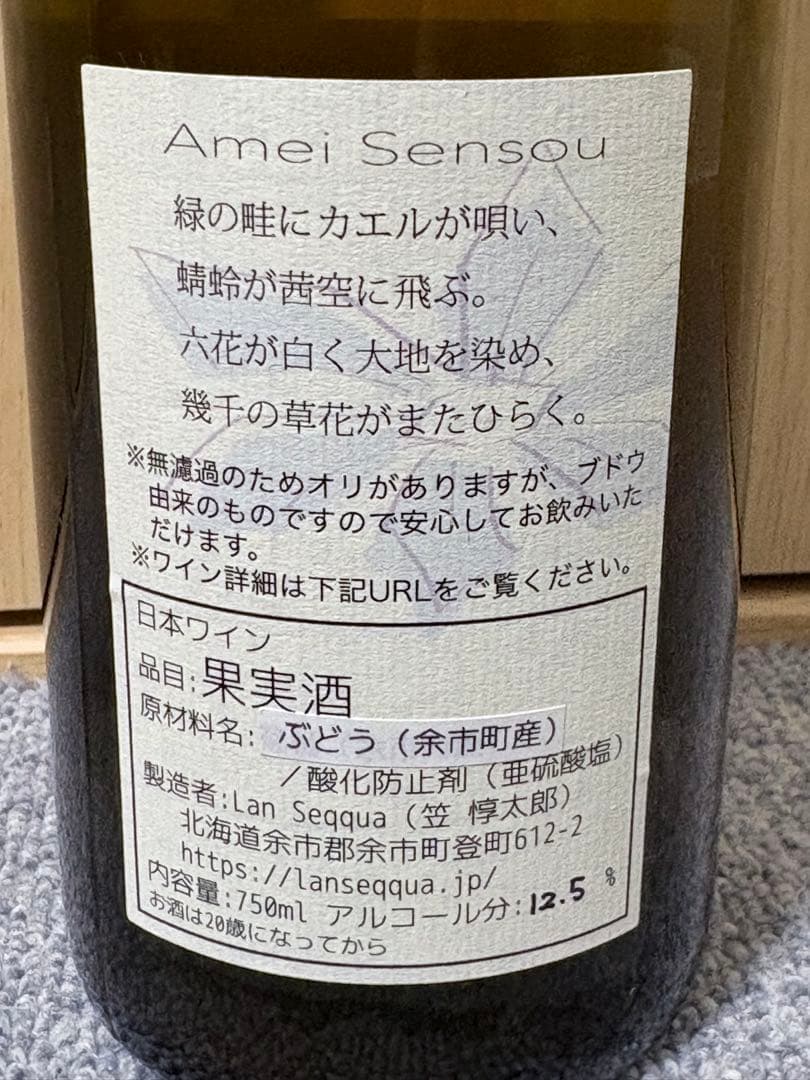 Amei Sensou
緑の畦にカエルが唄い、
蜻蛉が茜空に飛ぶ。
六花が白く大地を染め、
幾千の草花がまたひらく。
※無濾過のためオリがありますが、ブドウ
由来のものですので安心してお飲みいた
だけます。
※ワイン詳細は下記URLをご覧ください。
日本ワイン
品目:果実酒
原材料名:ぶどう(余市町産)
/酸化防止剤(亜硫酸塩)
製造者:Lan Seqqua(笠 惇太郎)
北海道余市郡余市町登町612-2
https://lanseqqua.jp/
内容量:750ml アルコール分:12.5 %
お酒は20歳になってから